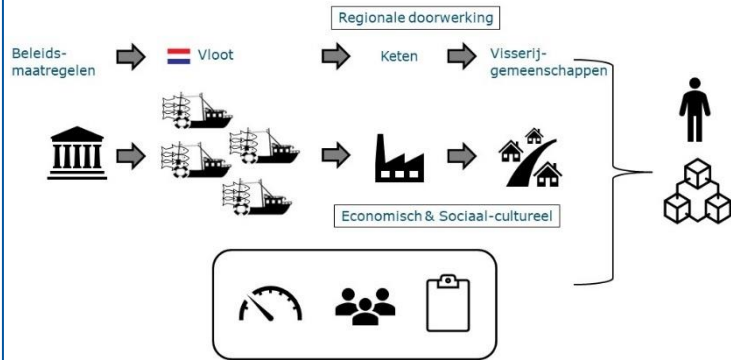 Regionale doorwerking
Beleids-
maatregelen
Vloot
Keten
Visserij-
gemeenschappen
Economisch & Sociaal-cultureel